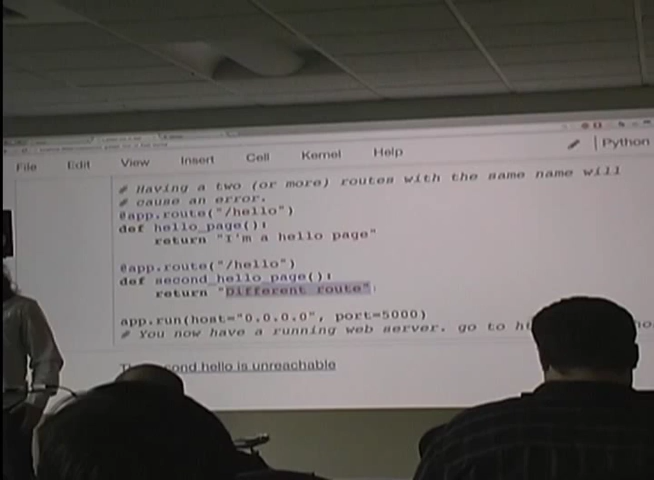 File Edit View Insert Cell Kernel Help Python
# Having a two (or more) routes with the same name will
# cause an error.
@app.route("/hello")
def hello_page():
return "I'm a hello page"
@app.route("/hello")
def second_hello_page():
return "Different route"
app.run(host="0.0.0.0", port=5000)
# You now have a running web server. go to
hello is unreachable